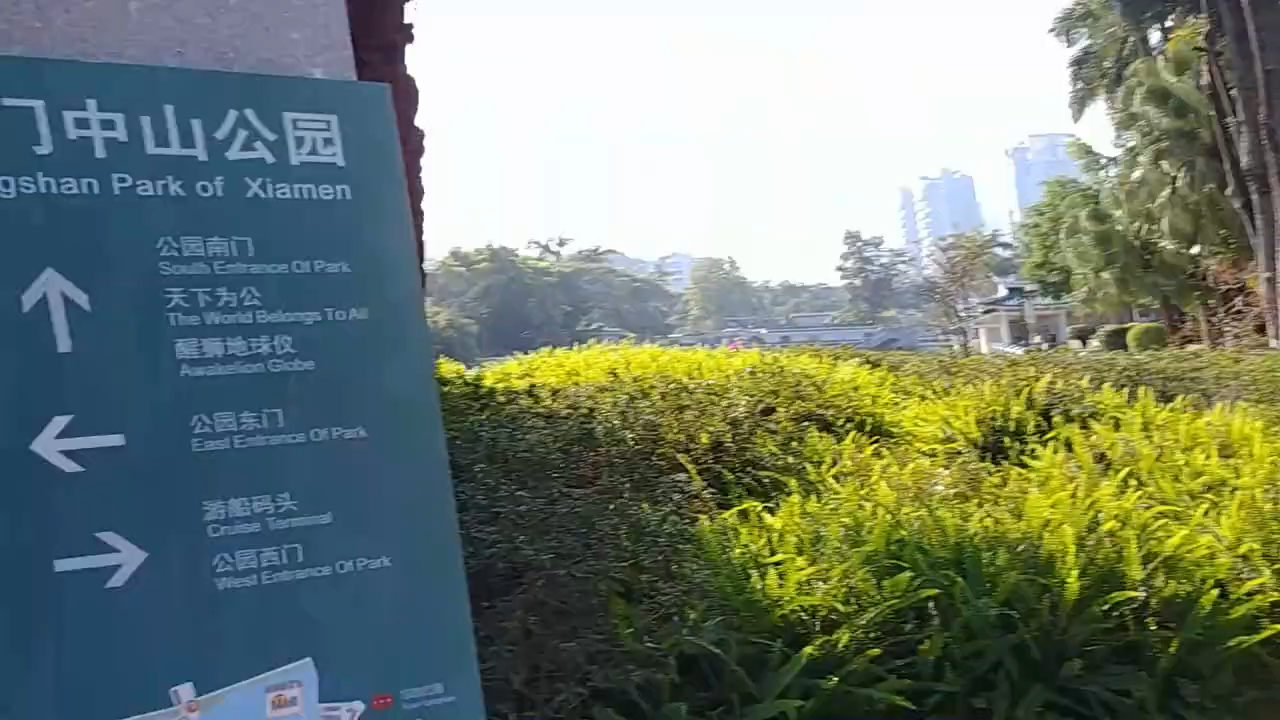 门中山公园
gshan Park of Xiamen
公园南门
South Entrance Of Park
天下为公
The World Belongs To All
醒狮地球仪
Awakelion Globe
公园东门
East Entrance Of Park
游船码头
Cruise Terminal
公园西门
West Entrance Of Park